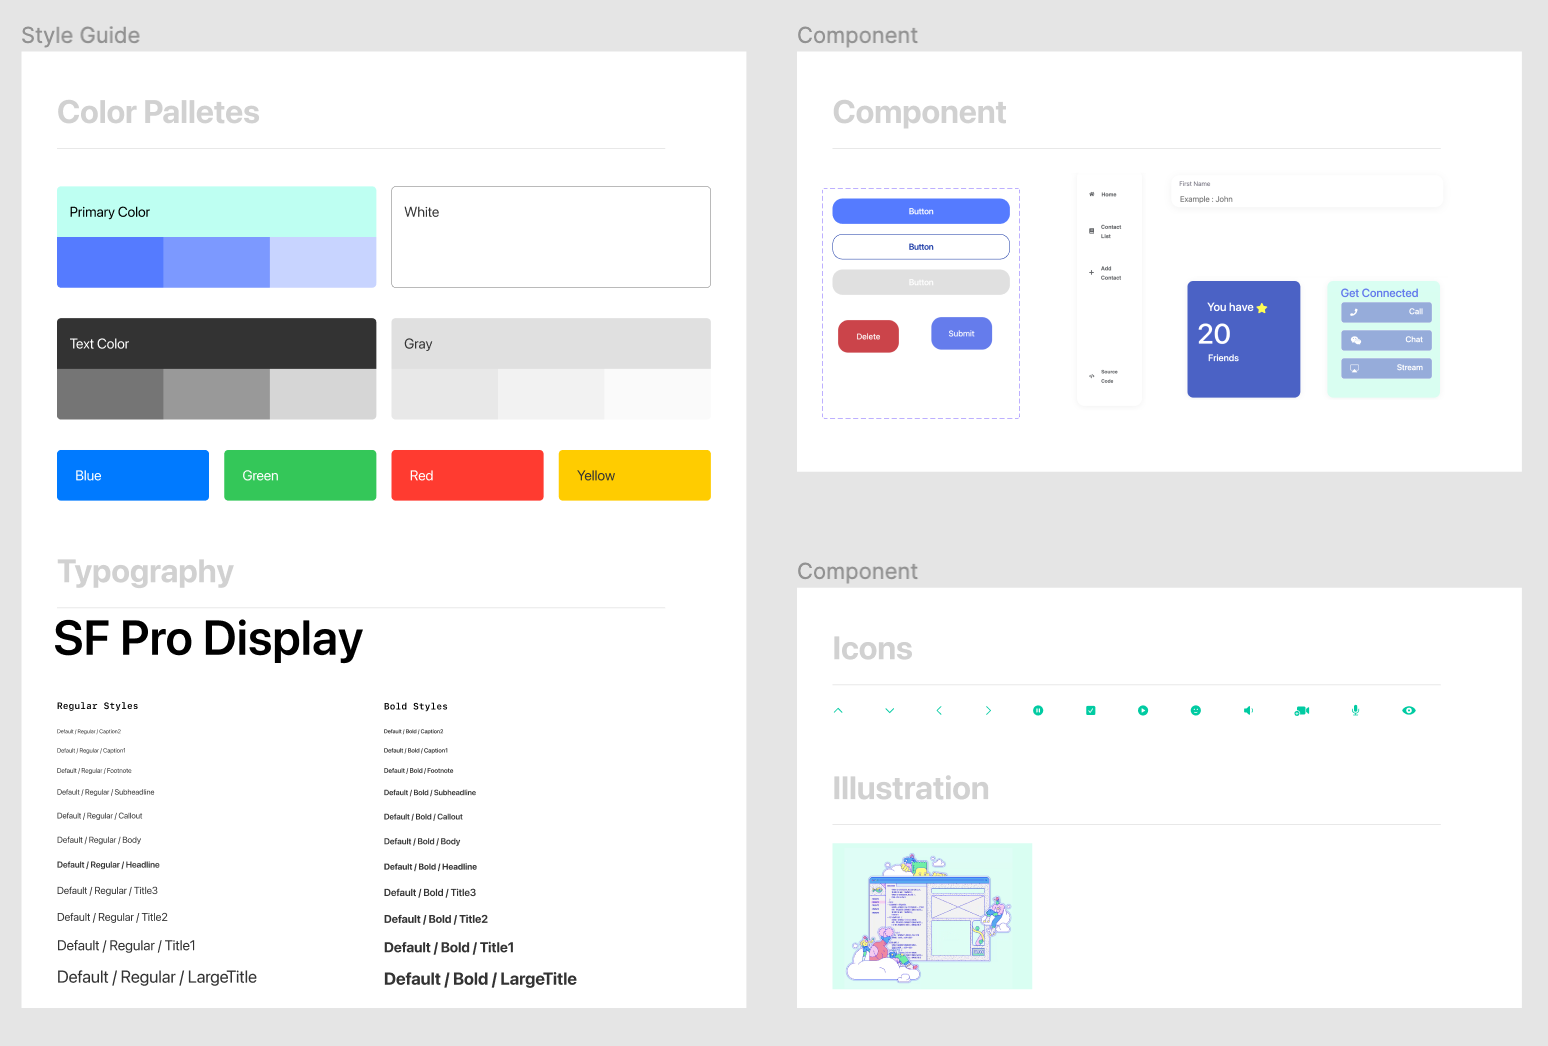 Style Guide
Color Palletes
Primary Color
White
Text Color
Gray
Blue
Green
Red
Yellow
Typography
SF Pro Display
Regular Styles
Default / Regular / Caption2
Default / Regular / Caption1
Default / Regular / Footnote
Default / Regular / Subheadline
Default / Regular / Callout
Default / Regular / Body
Default / Regular / Headline
Default / Regular / Title3
Default / Regular / Title2
Default / Regular / Title1
Default / Regular / LargeTitle
Bold Styles
Default / Bold / Caption2
Default / Bold / Caption1
Default / Bold / Footnote
Default / Bold / Subheadline
Default / Bold / Callout
Default / Bold / Body
Default / Bold / Headline
Default / Bold / Title3
Default / Bold / Title2
Default / Bold / Title1
Default / Bold / LargeTitle
Component
Component
Button
Button
Button
Delete
Submit
Home
Contact
List
Add
Contact
Source
Code
First Name
Example : John
You have
20
Friends
Get Connected
Call
Chat
Stream
Component
Icons
Illustration